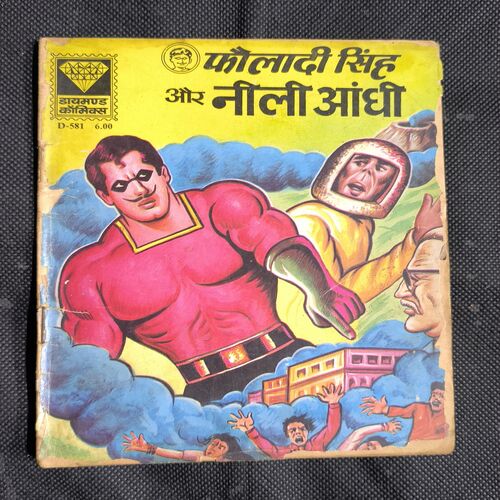 फौलादी सिंह
और नीली आंधी
डायमण्ड
कॉमिक्स
D-581 6.00